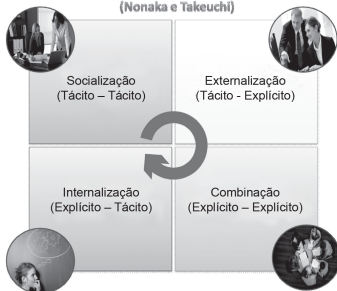 (Nonaka e Takeuchi)
Socialização
(Tácito – Tácito)
Externalização
(Tácito - Explícito)
Internalização
(Explícito – Tácito)
Combinação
(Explícito – Explícito)